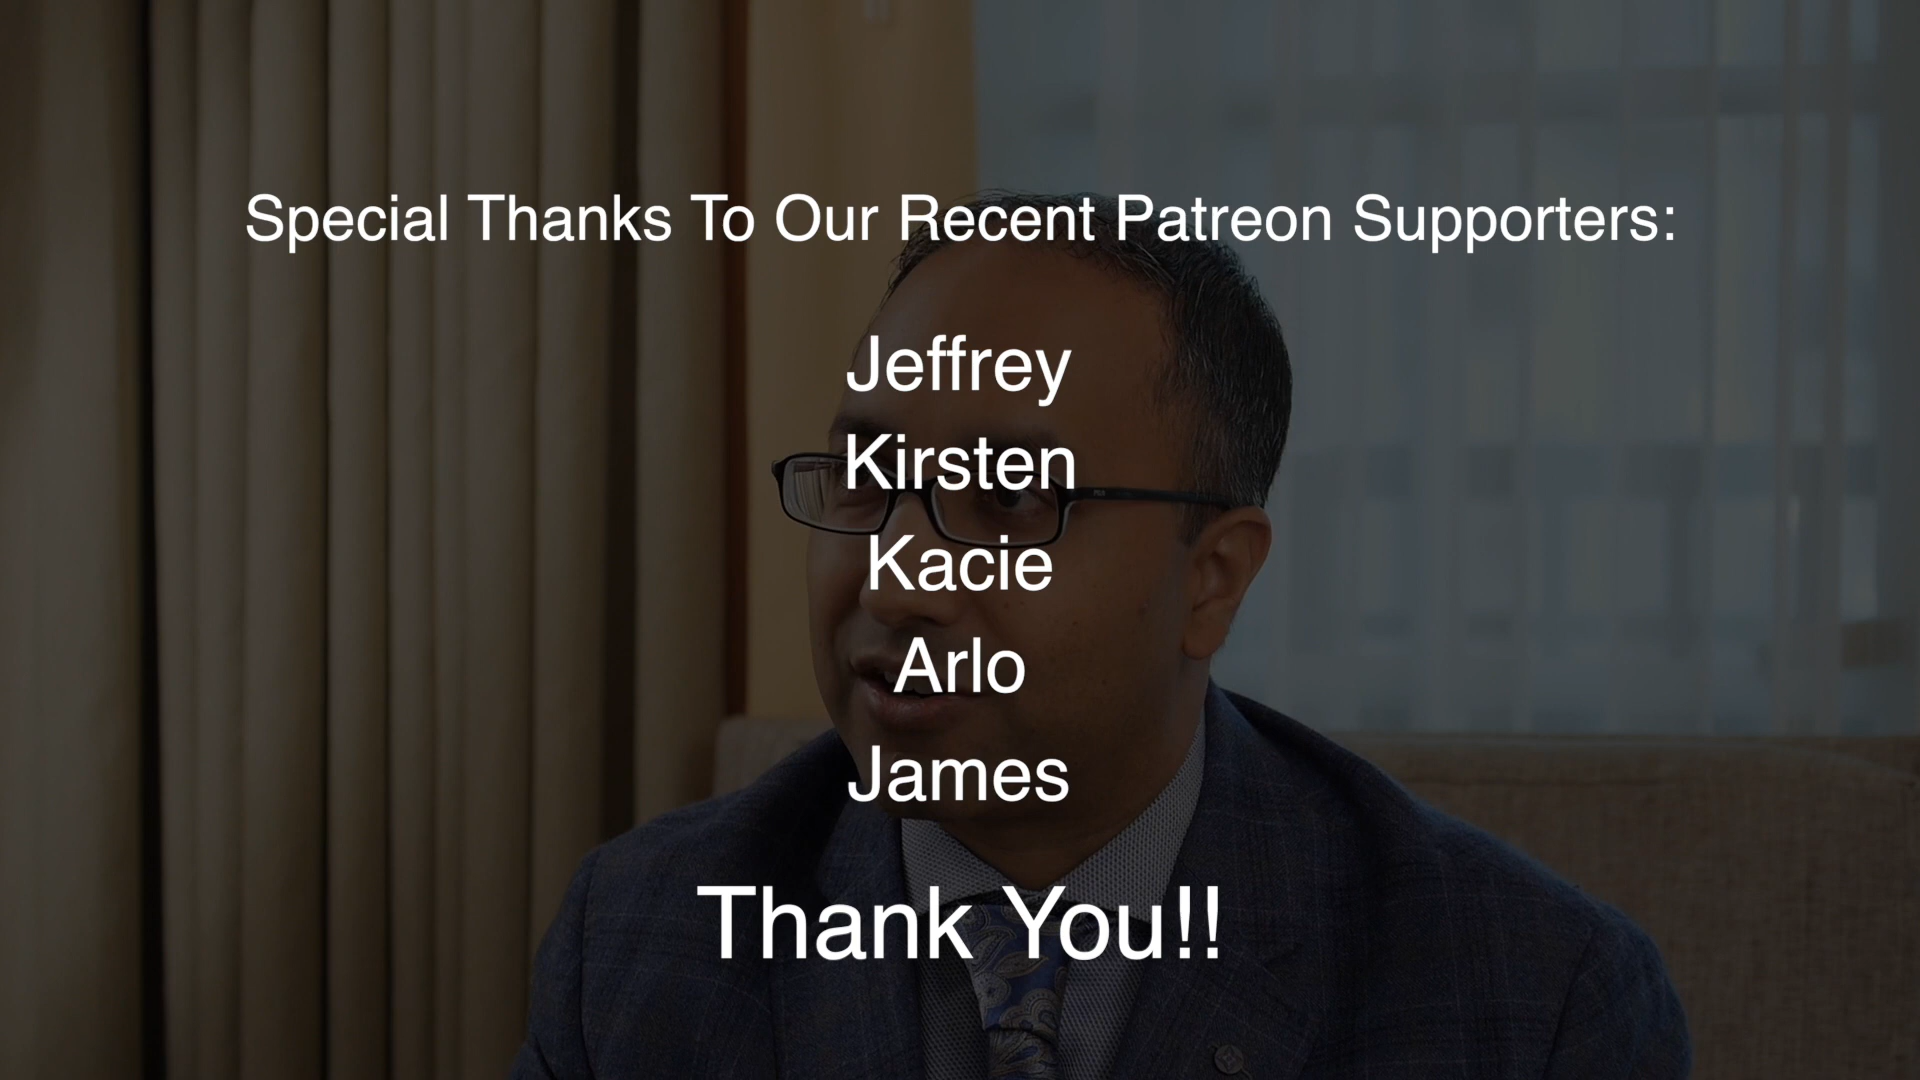 Special Thanks To Our Recent Patreon Supporters:
Jeffrey
Kirsten
Kacie
Arlo
James
Thank You!!